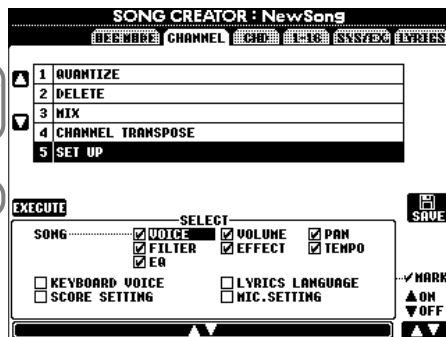 SONG CREATOR : NewSong
REC MODE CHANNEL CHD 1-16 SYS/EX. LYRICS
1 QUANTIZE
2 DELETE
3 MIX
4 CHANNEL TRANSPOSE
5 SET UP
EXECUTE
SAVE
SELECT
SONG VOICE VOLUME PAN
FILTER EFFECT TEMPO
EQ
KEYBOARD VOICE LYRICS LANGUAGE
SCORE SETTING MIC.SETTING
MARK
ON
OFF